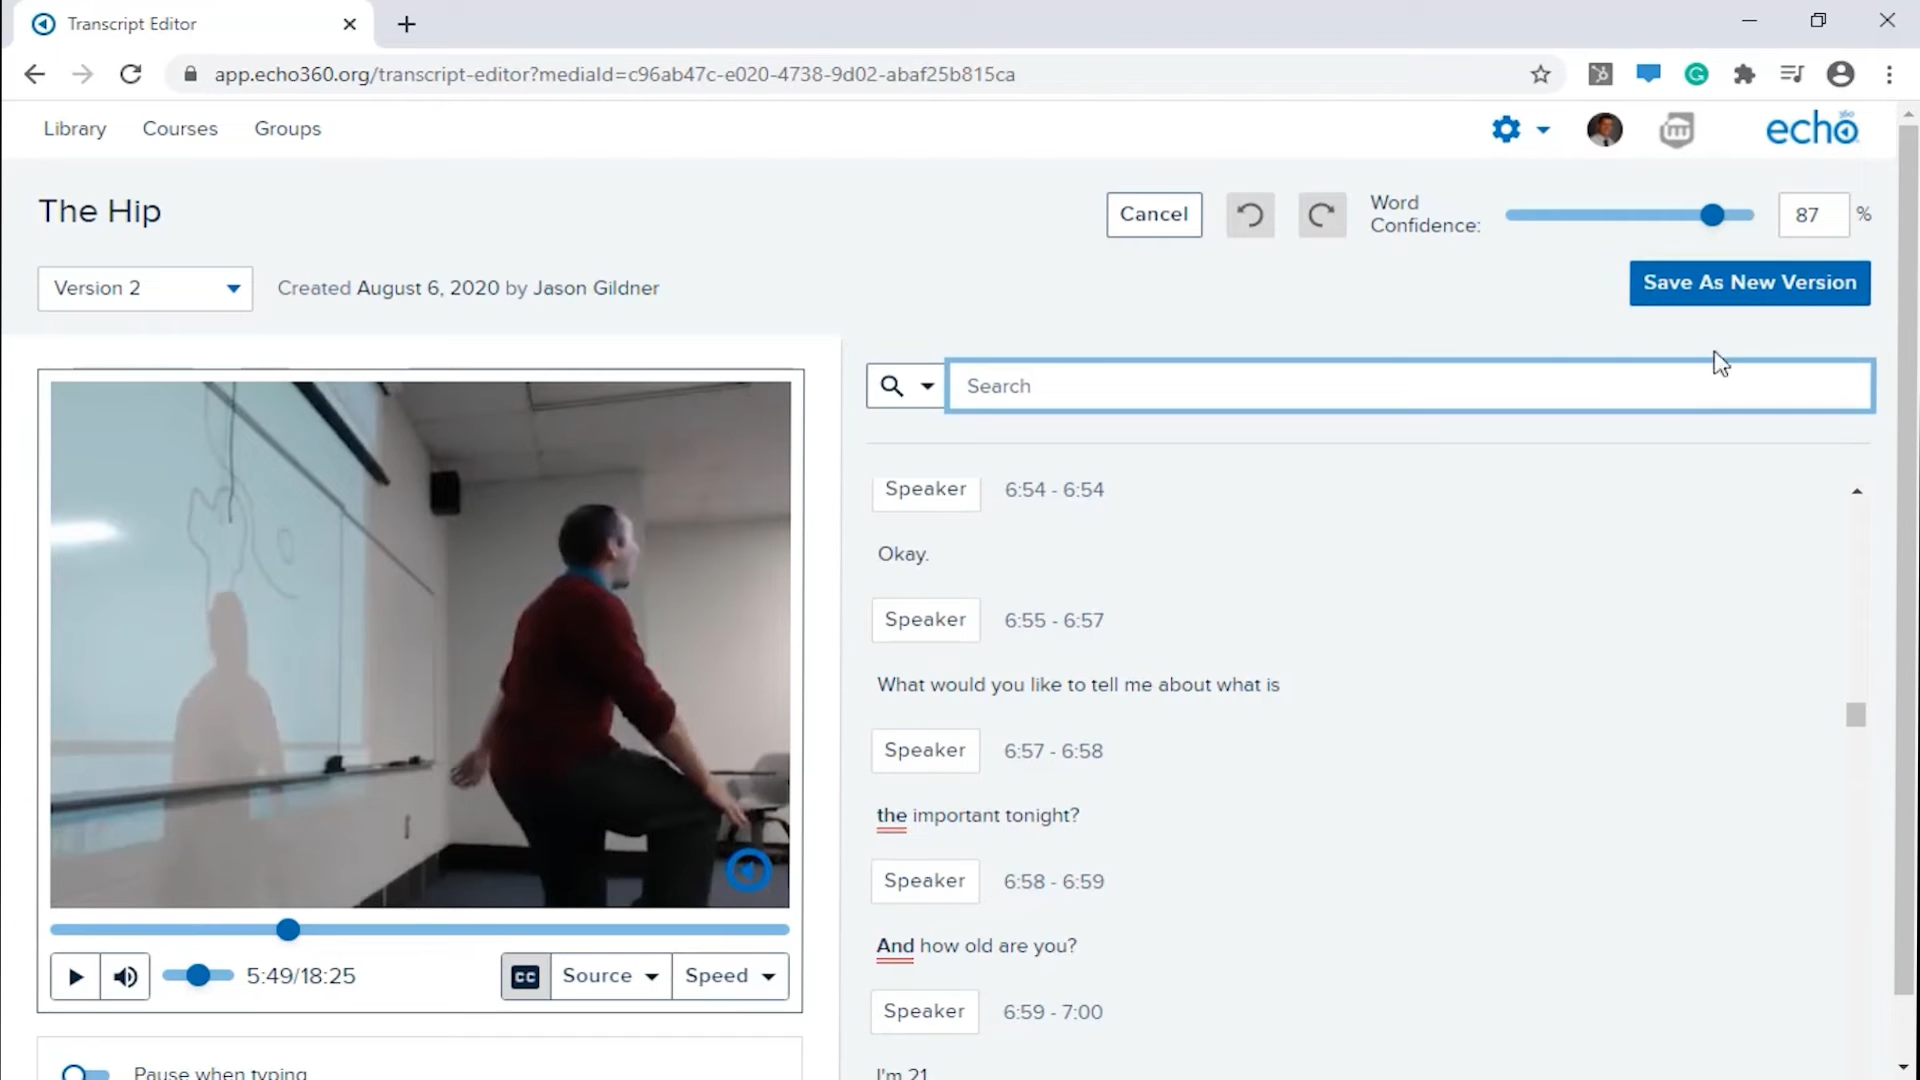 Transcript Editor
app.echo360.org/transcript-editor?mediaId=c96ab47c-e020-4738-9d02-abaf25b815ca
Library Courses Groups
echo 360
The Hip
Cancel
Word
Confidence:
87 %
Version 2
Created August 6, 2020 by Jason Gildner
Save As New Version
Search
Speaker 6:54 - 6:54
Okay.
Speaker 6:55 - 6:57
What would you like to tell me about what is
Speaker 6:57 - 6:58
the important tonight?
Speaker 6:58 - 6:59
And how old are you?
Speaker 6:59 - 7:00
I'm 21
5:49/18:25
CC Source Speed
Pause when typing